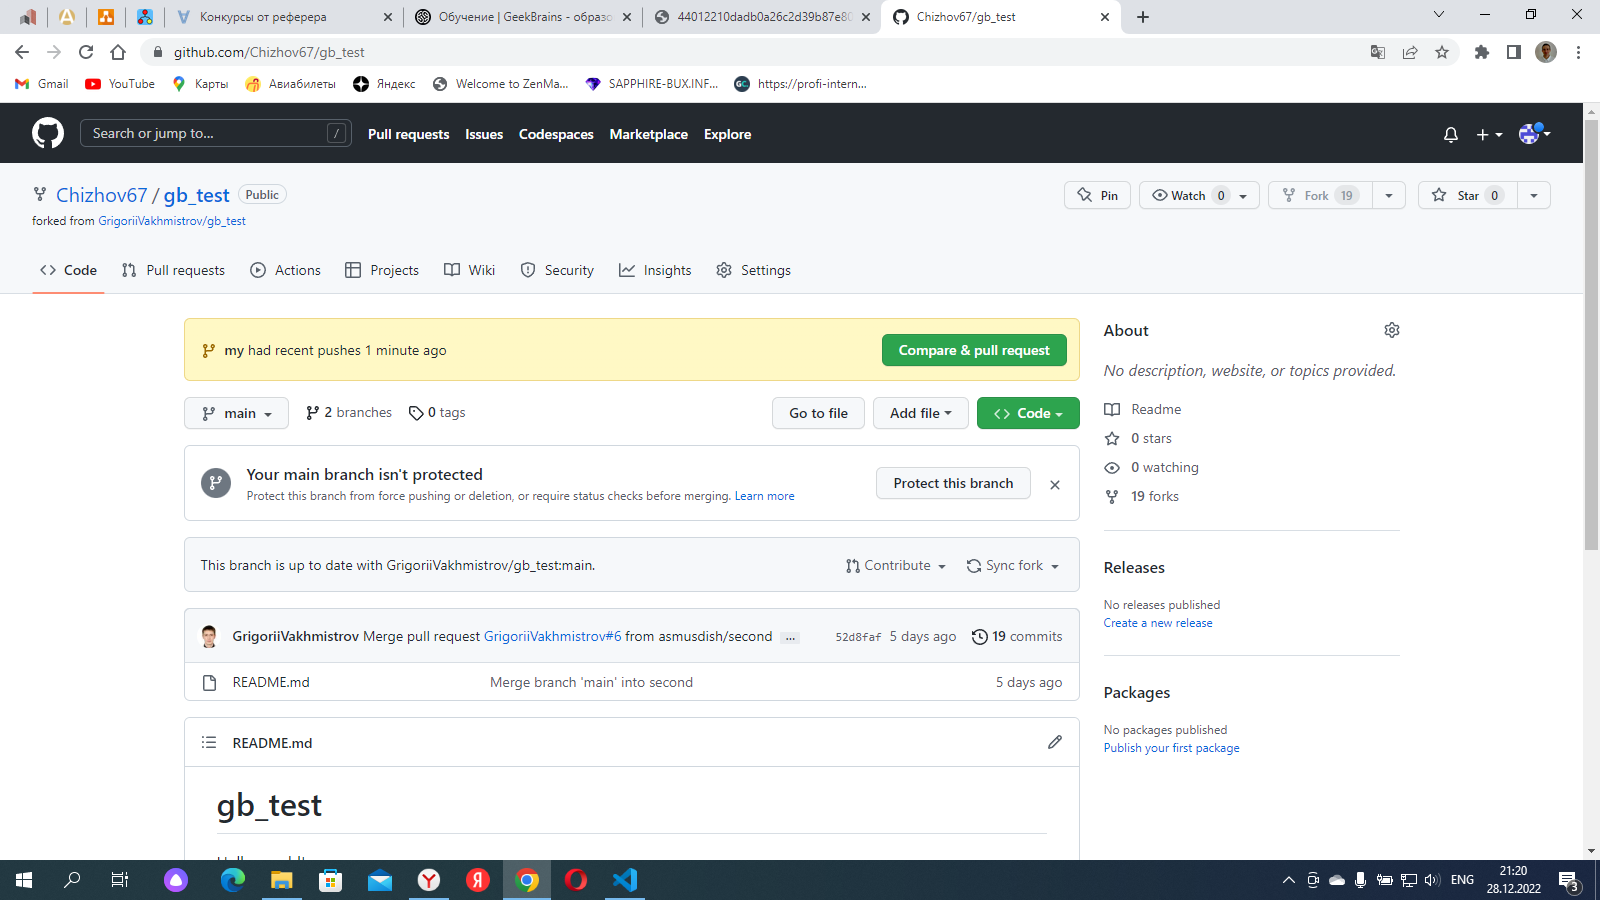 Конкурсы от реферера
Обучение | GeekBrains - образо
44012210dadb0a26c2d39b87e80
Chizhov67/gb_test
github.com/Chizhov67/gb_test
Gmail
YouTube
Карты
Авиабилеты
Яндекс
Welcome to ZenMa...
SAPPHIRE-BUX.INF...
https://profi-intern...
Search or jump to...
/
Pull requests
Issues
Codespaces
Marketplace
Explore
Chizhov67 / gb_test Public
Pin
Watch 0
Fork 19
Star 0
forked from GrigoriiVakhmistrov/gb_test
Code
Pull requests
Actions
Projects
Wiki
Security
Insights
Settings
my had recent pushes 1 minute ago
Compare & pull request
main
2 branches
0 tags
Go to file
Add file
Code
Your main branch isn't protected
Protect this branch from force pushing or deletion, or require status checks before merging. Learn more
Protect this branch
This branch is up to date with GrigoriiVakhmistrov/gb_test:main.
Contribute
Sync fork
GrigoriiVakhmistrov Merge pull request GrigoriiVakhmistrov#6 from asmusdish/second ...
52d8faf 5 days ago
19 commits
README.md
Merge branch 'main' into second
5 days ago
README.md
gb_test
About
No description, website, or topics provided.
Readme
0 stars
0 watching
19 forks
Releases
No releases published
Create a new release
Packages
No packages published
Publish your first package
ENG
21:20
28.12.2022
3